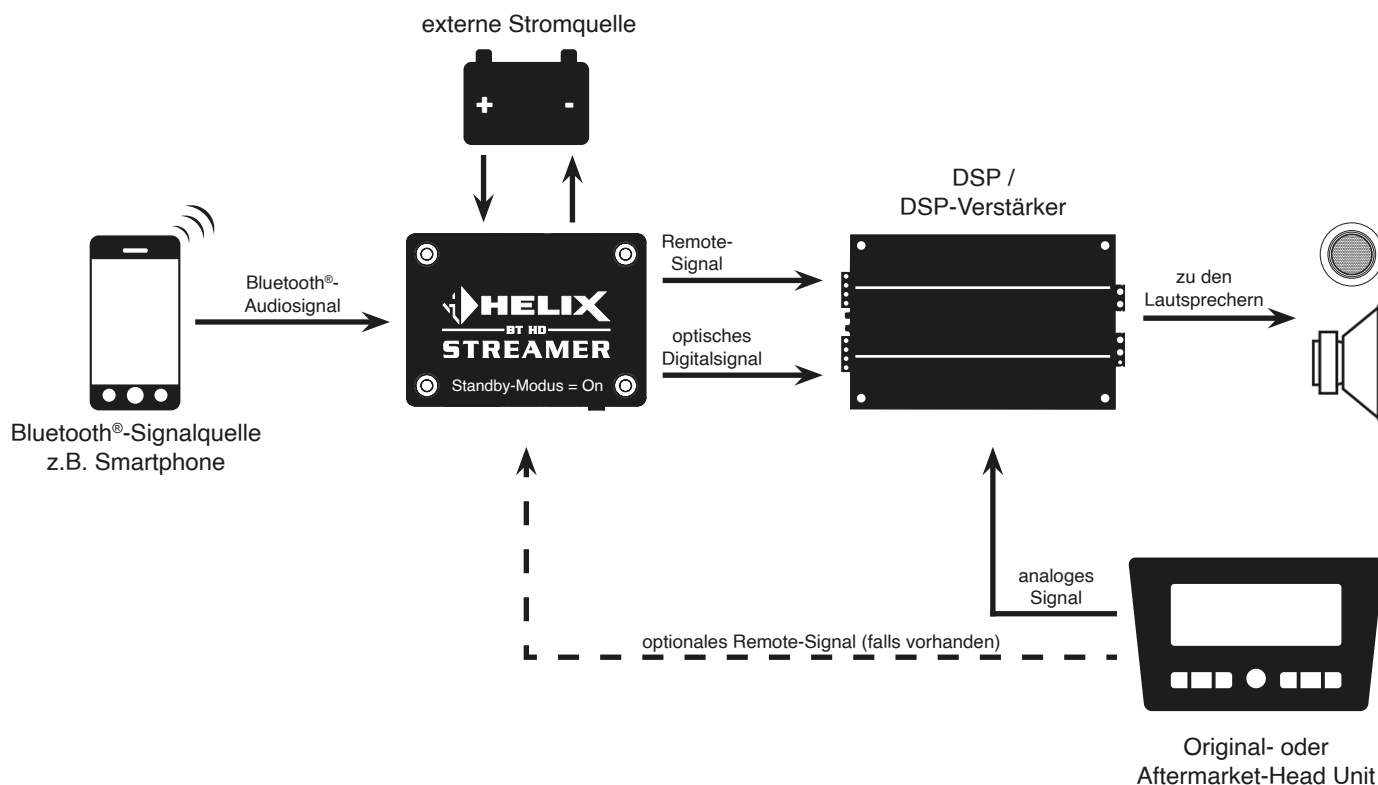 externe Stromquelle
+ -
DSP /
DSP-Verstärker
Remote-
Signal
zu den
Lautsprechern
Bluetooth®-
Audiosignal
HELIX
BT HD
STREAMER
optisches
Digitalsignal
Standby-Modus = On
Bluetooth®-Signalquelle
z.B. Smartphone
analoges
Signal
optionales Remote-Signal (falls vorhanden)
Original- oder
Aftermarket-Head Unit